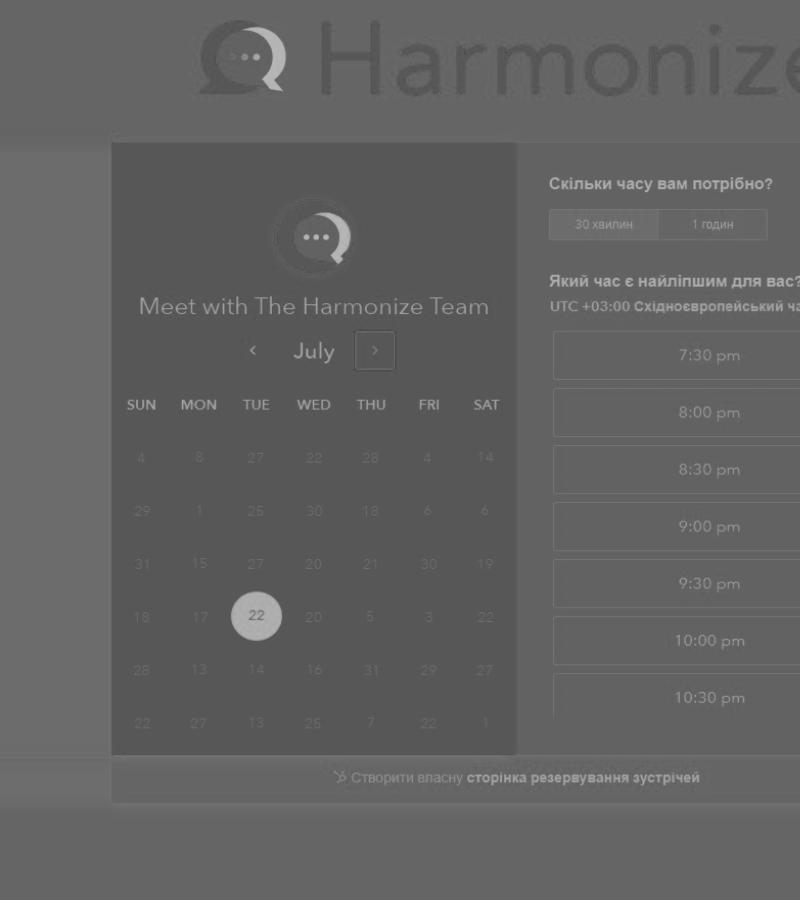 Harmonize
Meet with The Harmonize Team
July
SUN MON TUE WED THU FRI SAT
4 8 27 22 28 4 14
29 1 25 30 18 6 6
31 15 27 20 21 30 19
18 17 22 20 5 3 22
28 13 14 16 31 29 27
22 27 13 25 7 22 1
Скільки часу вам потрібно?
30 хвилин 1 годин
Який час є найліпшим для вас?
UTC +03:00 Східноєвропейський ча
7:30 pm
8:00 pm
8:30 pm
9:00 pm
9:30 pm
10:00 pm
10:30 pm
Створити власну сторінка резервування зустрічей